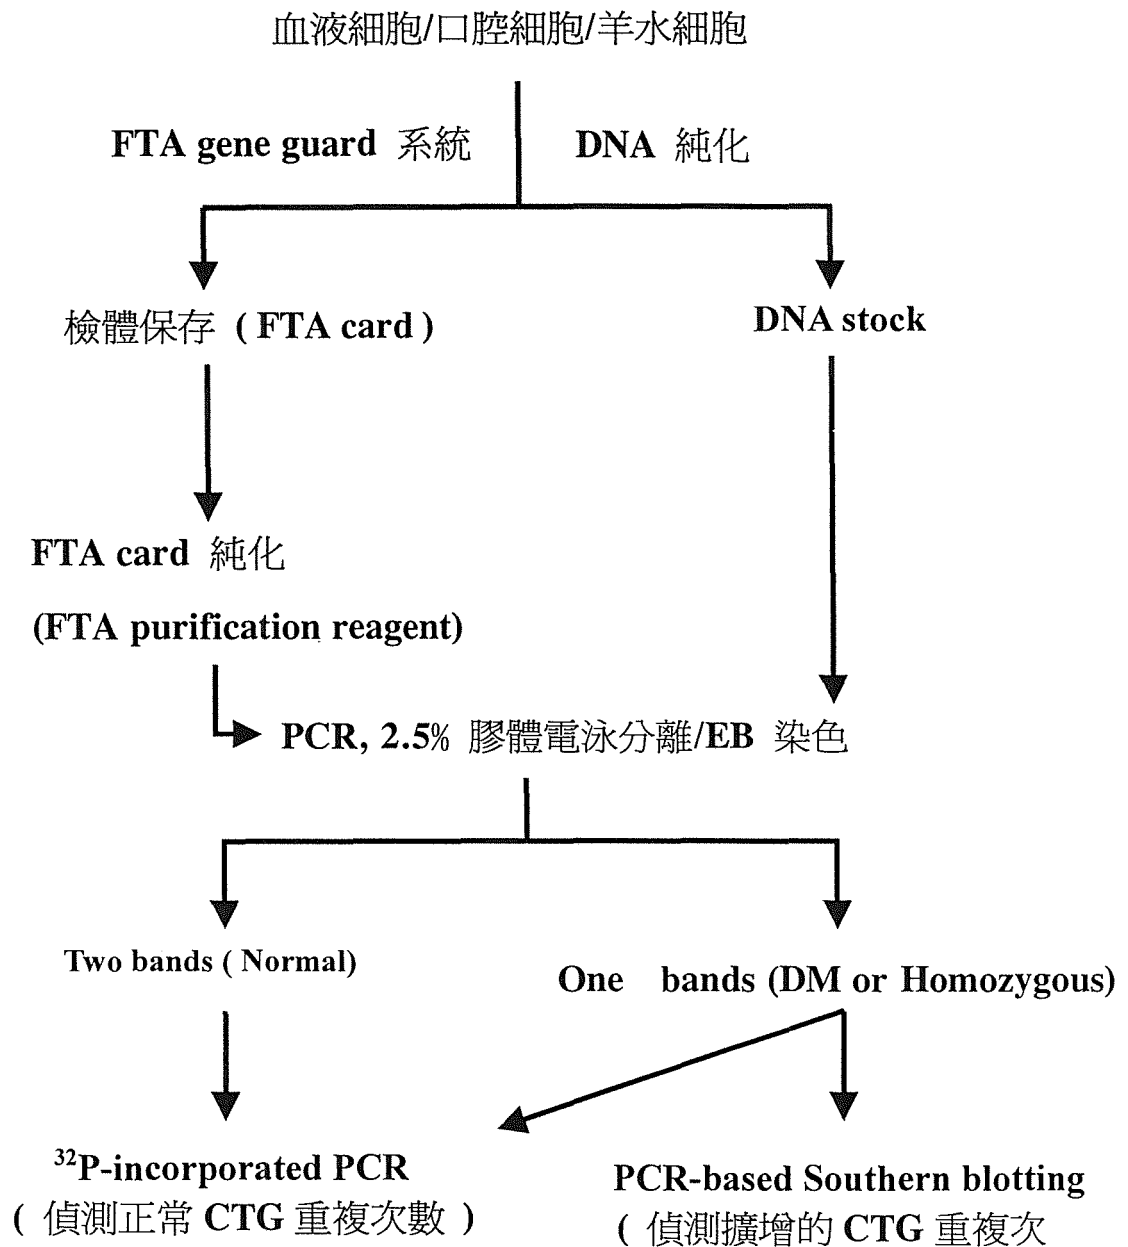 血液細胞/口腔細胞/羊水細胞
FTA gene guard 系統
DNA 純化
檢體保存 ( FTA card )
DNA stock
FTA card 純化
(FTA purification reagent)
PCR, 2.5% 膠體電泳分離/EB 染色
Two bands ( Normal)
One bands (DM or Homozygous)
³²P-incorporated PCR
( 偵測正常 CTG 重複次數 )
PCR-based Southern blotting
( 偵測擴增的 CTG 重複次